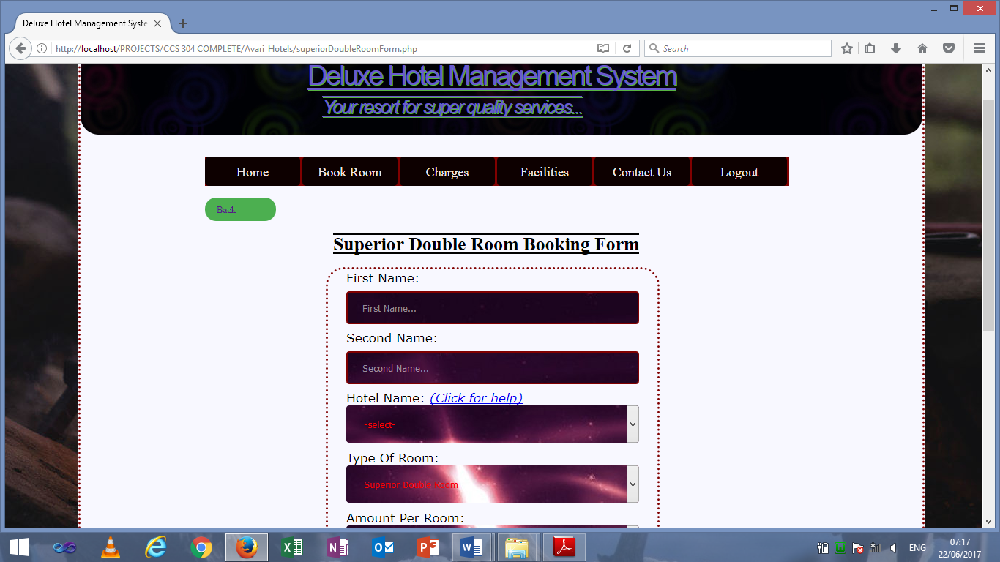 Deluxe Hotel Management Syste
http://localhost/PROJECTS/CCS 304 COMPLETE/Avari_Hotels/superiorDoubleRoomForm.php
Search
Deluxe Hotel Management System
Your resort for super quality services...
Home Book Room Charges Facilities Contact Us Logout
Back
Superior Double Room Booking Form
First Name:
First Name...
Second Name:
Second Name...
Hotel Name: (Click for help)
-select-
Type Of Room:
Superior Double Room
Amount Per Room:
ENG
07:17
22/06/2017